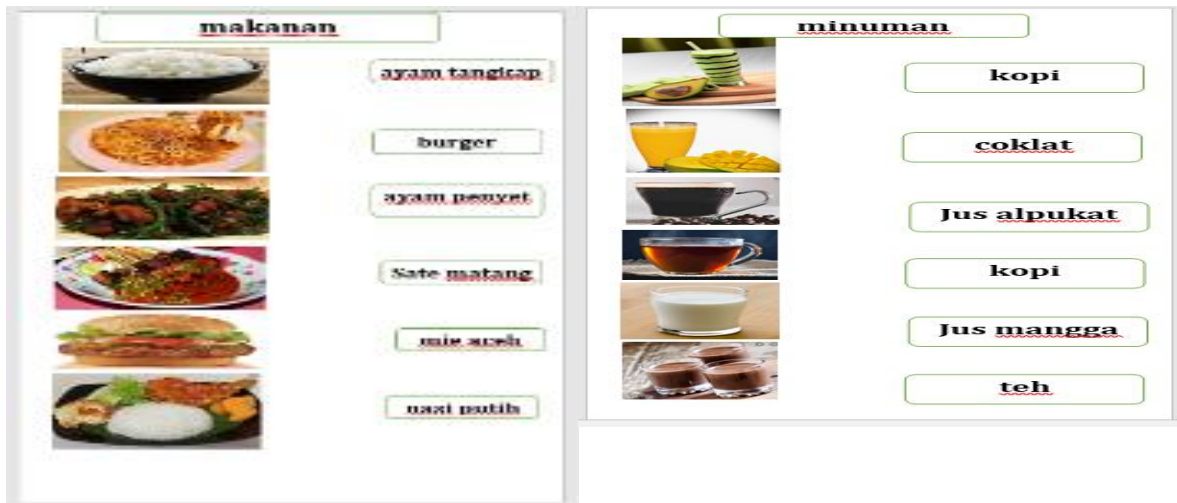 makanan
ayam tangkap
burger
ayam penyet
Sate matang
mie aceh
nasi putih
minuman
kopi
coklat
Jus alpukat
kopi
Jus mangga
teh